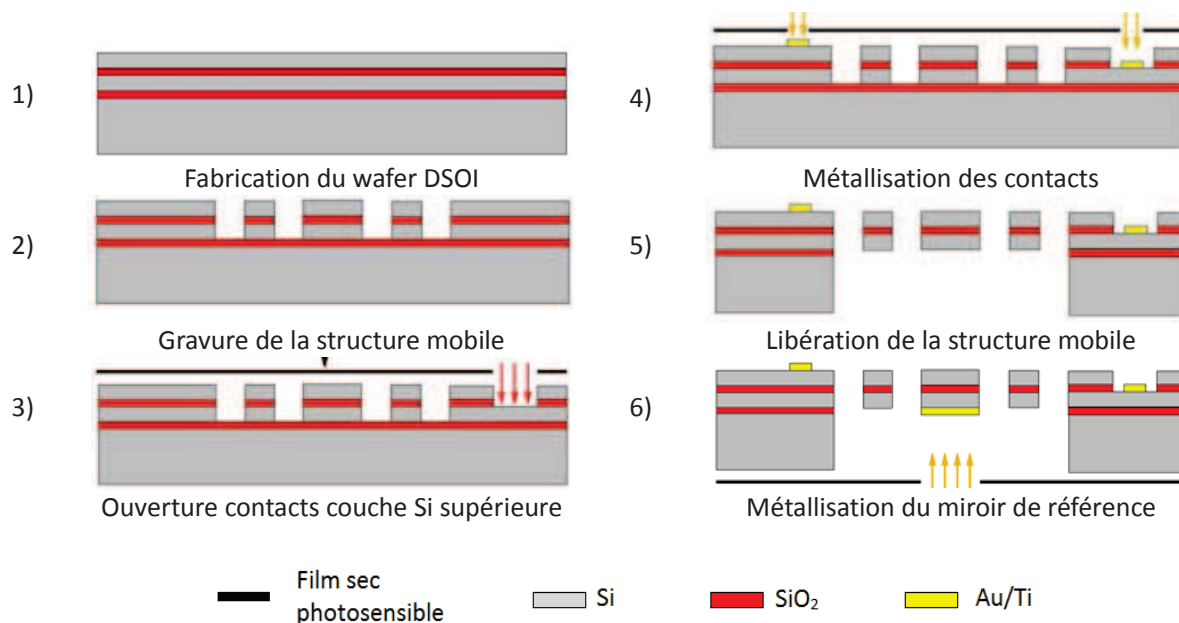 1)
Fabrication du wafer DSOI
2)
Gravure de la structure mobile
3)
Ouverture contacts couche Si supérieure
4)
Métallisation des contacts
5)
Libération de la structure mobile
6)
Métallisation du miroir de référence
Film sec
photosensible
Si
SiO₂
Au/Ti